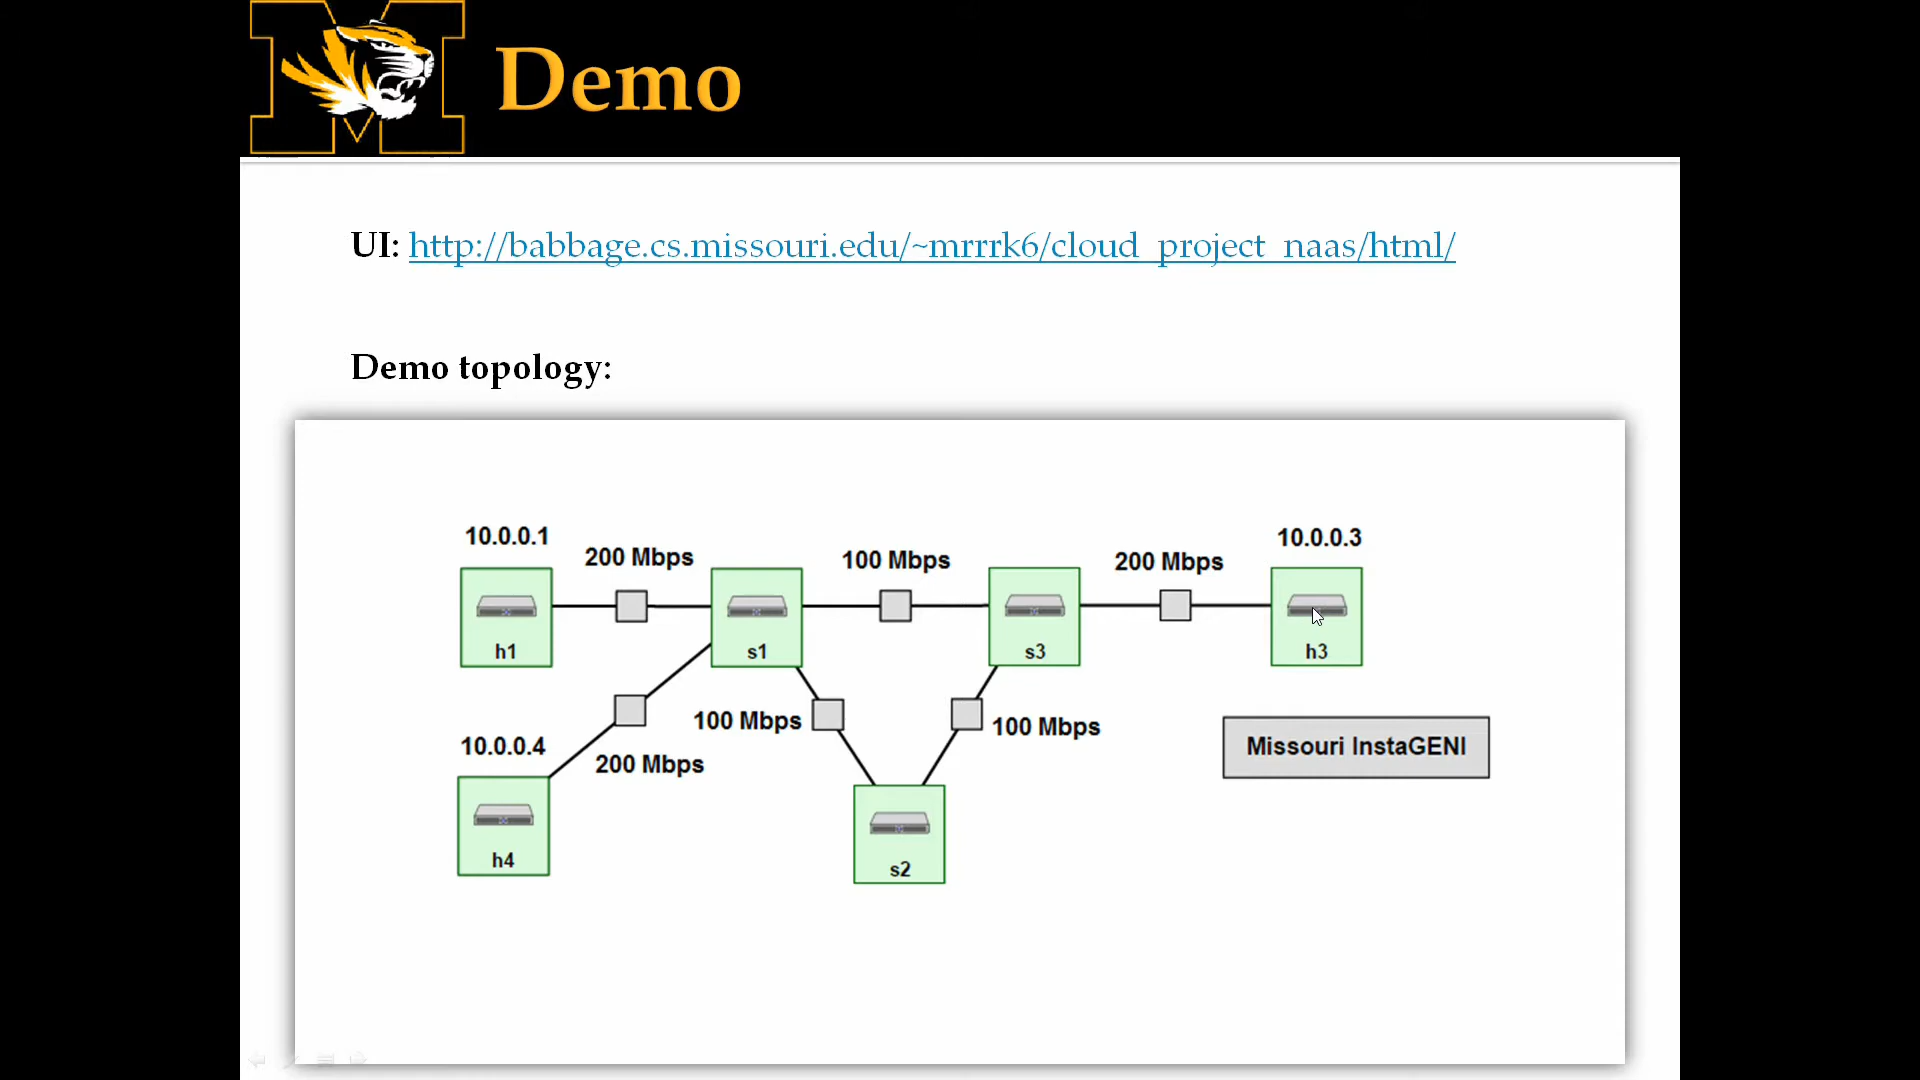 Demo
UI: http://babbage.cs.missouri.edu/~mrrrk6/cloud_project_naas/html/
Demo topology:
10.0.0.1
200 Mbps
100 Mbps
200 Mbps
10.0.0.3
h1
s1
s3
h3
10.0.0.4
200 Mbps
100 Mbps
100 Mbps
Missouri InstaGENI
h4
s2